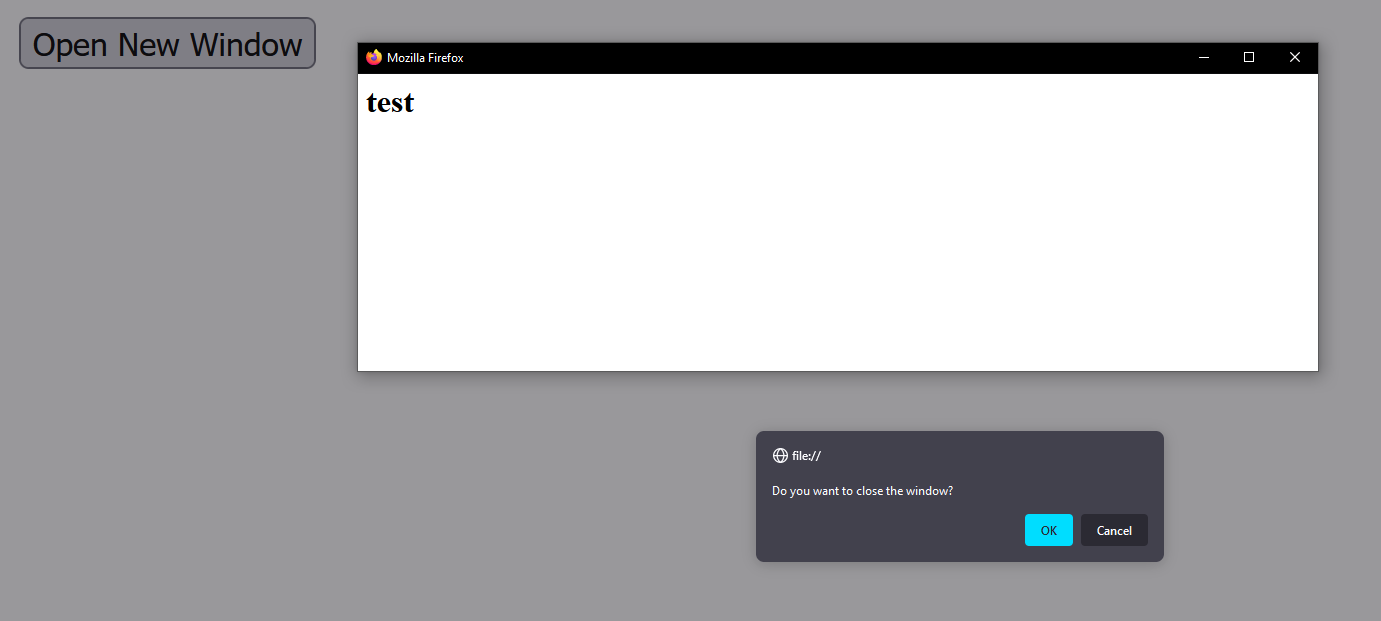 Open New Window
Mozilla Firefox
test
file://
Do you want to close the window?
OK
Cancel